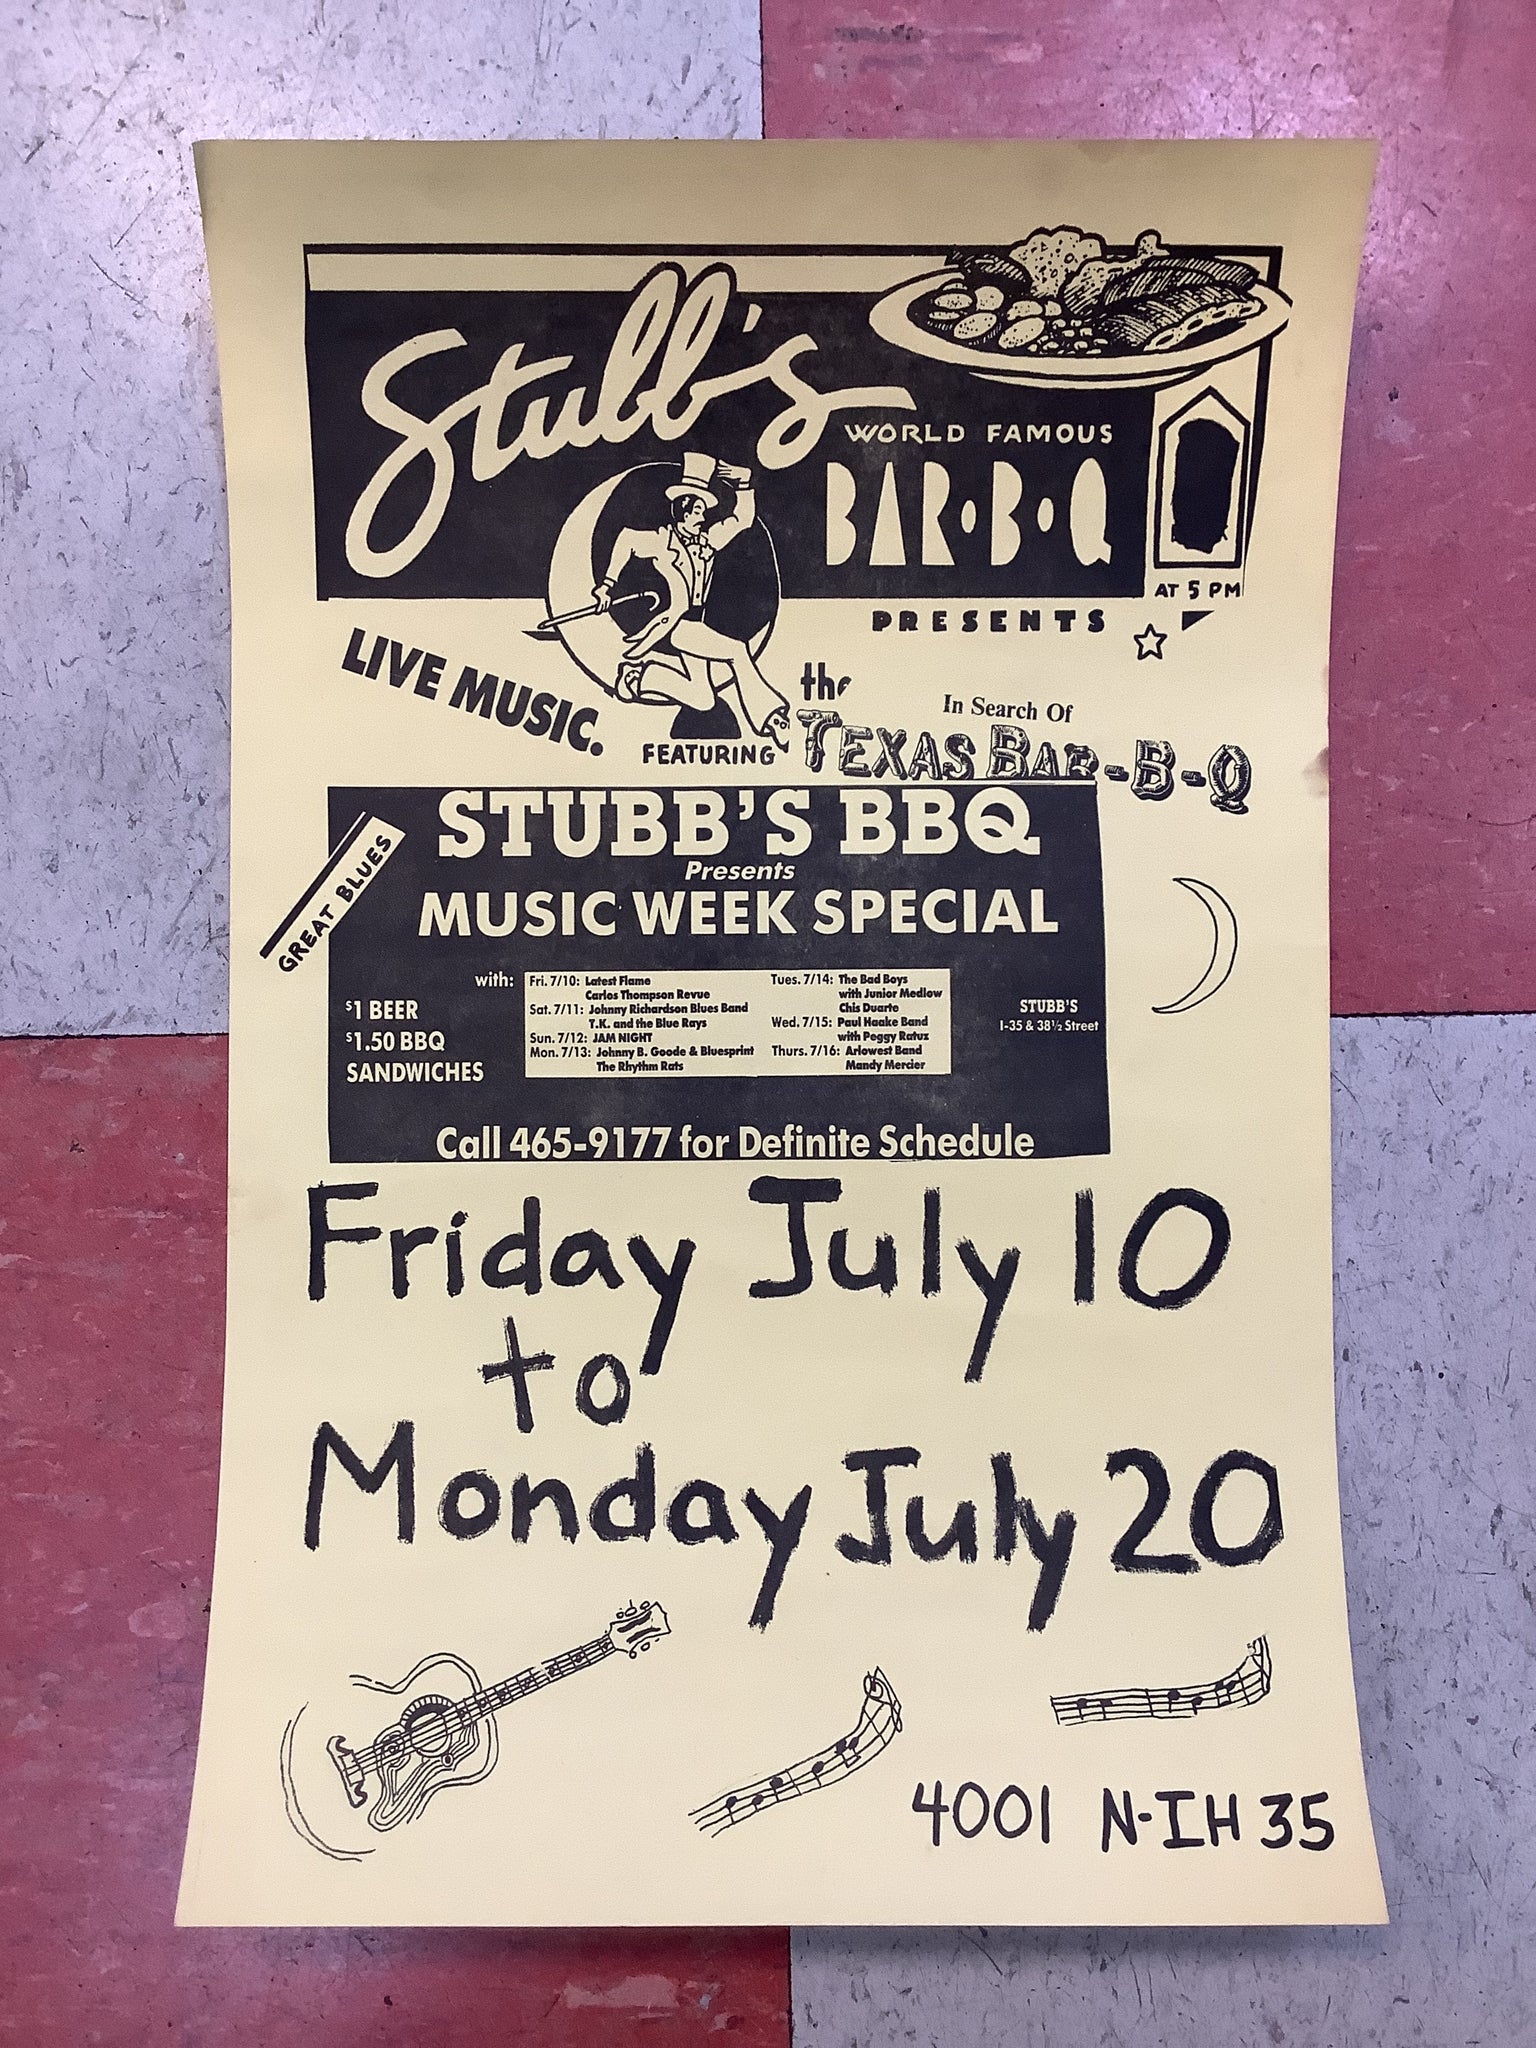 Stubb's
WORLD FAMOUS
BAR·B·Q
AT 5 PM
PRESENTS
LIVE MUSIC.
FEATURING
the
In Search Of
TEXAS BAR-B-Q
GREAT BLUES
STUBB'S BBQ
Presents
MUSIC WEEK SPECIAL
$1 BEER
$1.50 BBQ
SANDWICHES
with:
Fri. 7/10: Latest Flame
Carlos Thompson Revue
Sat. 7/11: Johnny Richardson Blues Band
T.K. and the Blue Rays
Sun. 7/12: JAM NIGHT
Mon. 7/13: Johnny B. Goode & Bluesprint
The Rhythm Rats
Tues. 7/14: The Bad Boys
with Junior Medlow
Chis Duarte
Wed. 7/15: Paul Haake Band
with Peggy Ratuz
Thurs. 7/16: Arlowest Band
Mandy Mercier
STUBB'S
I-35 & 38½ Street
Call 465-9177 for Definite Schedule
Friday July 10
to
Monday July 20
4001 N-IH 35